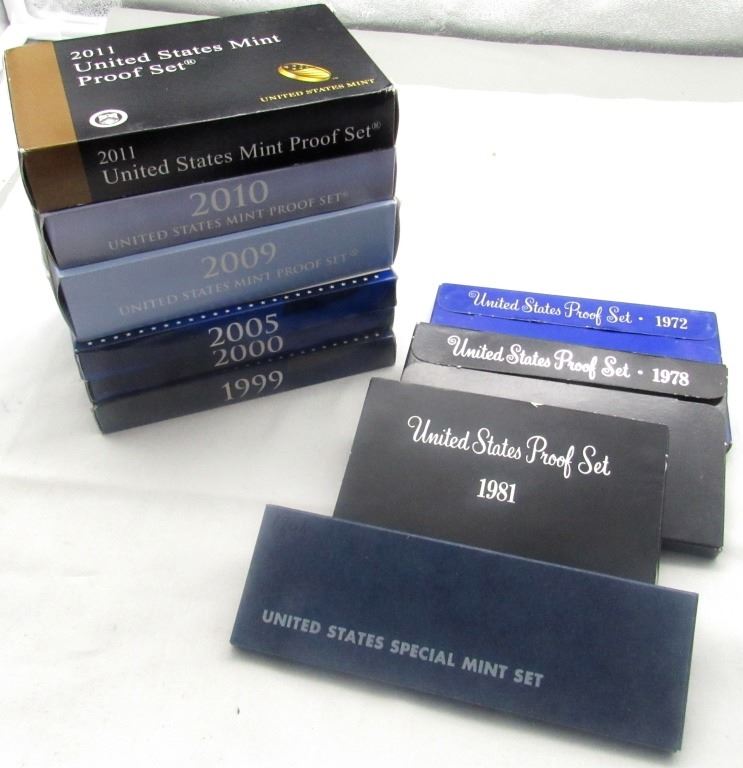 2011
United States Mint
Proof Set®
UNITED STATES MINT
2011
United States Mint Proof Set®
2010
UNITED STATES MINT PROOF SET®
2009
UNITED STATES MINT PROOF SET®
2005
2000
1999
United States Proof Set · 1972
United States Proof Set · 1978
United States Proof Set
1981
UNITED STATES SPECIAL MINT SET